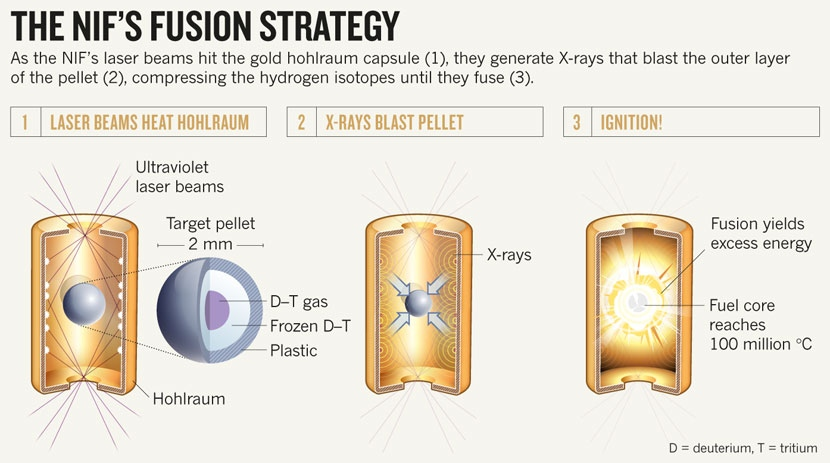 THE NIF'S FUSION STRATEGY
As the NIF's laser beams hit the gold hohlraum capsule (1), they generate X-rays that blast the outer layer
of the pellet (2), compressing the hydrogen isotopes until they fuse (3).
1 LASER BEAMS HEAT HOHLRAUM
Ultraviolet
laser beams
Target pellet
2 mm
D–T gas
Frozen D–T
Plastic
Hohlraum
2 X-RAYS BLAST PELLET
X-rays
3 IGNITION!
Fusion yields
excess energy
Fuel core
reaches
100 million °C
D = deuterium, T = tritium